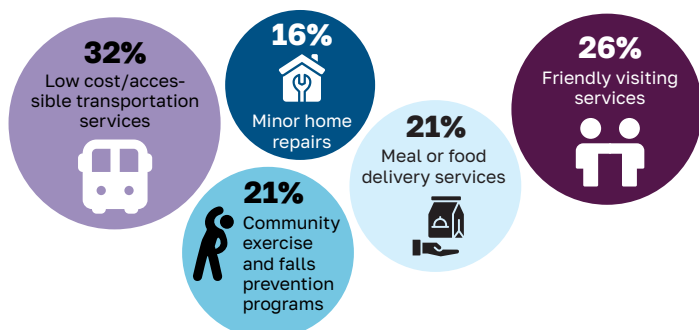 32%
Low cost/acces-
sible transportation
services
16%
Minor home
repairs
26%
Friendly visiting
services
21%
Meal or food
delivery services
21%
Community
exercise
and falls
prevention
programs